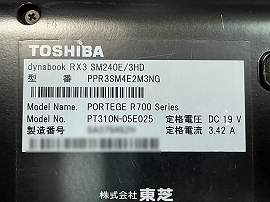 TOSHIBA
dynabook RX3 SM240E/3HD
型 番 PPR3SM4E2M3NG
Model Name: PORTEGE R700 Series
Model No: PT310N-05E025 定格電圧 DC 19 V
製造番号 定格電流 3.42 A
株式会社 東芝